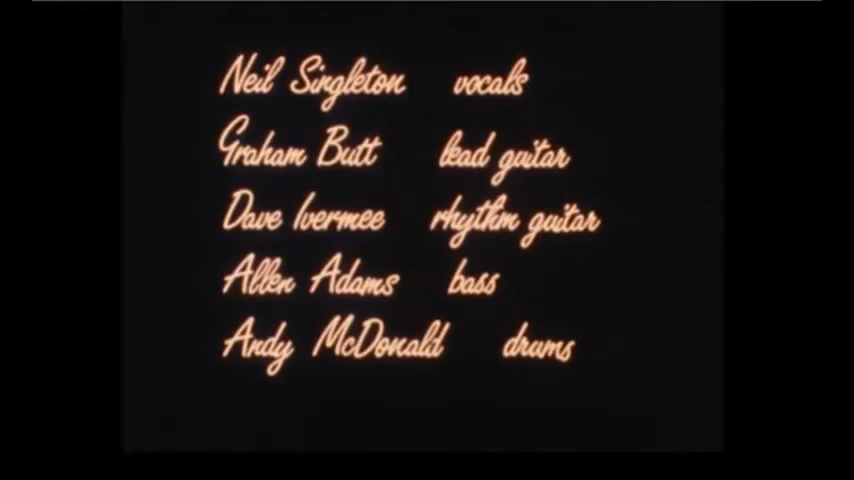 Neil Singleton vocals
Graham Butt lead guitar
Dave Ivermee rhythm guitar
Allen Adams bass
Andy McDonald drums